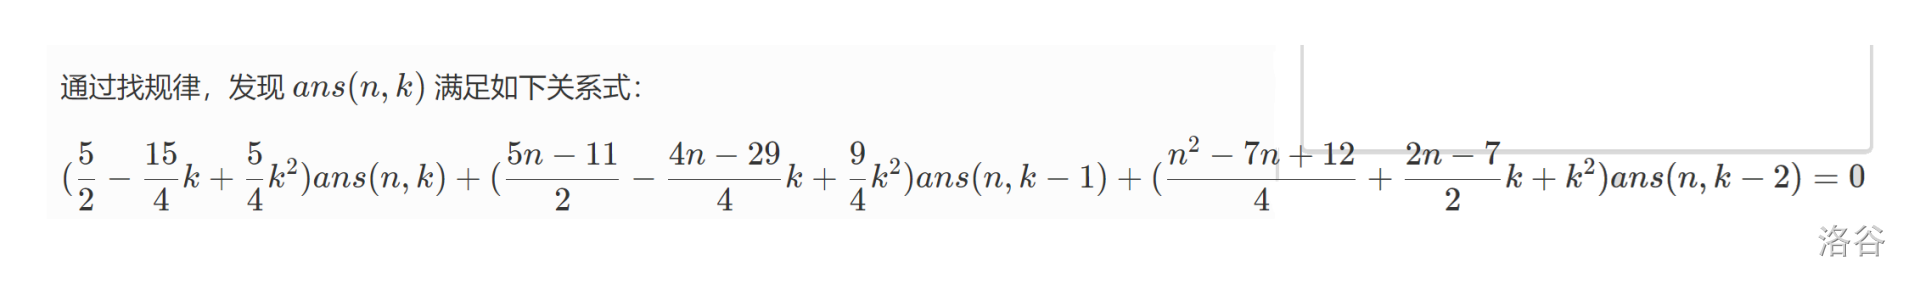 通过找规律，发现 ans(n, k) 满足如下关系式：
(5/2 − 15/4 k + 5/4 k²)ans(n, k) + ((5n − 11)/2 − (4n − 29)/4 k + 9/4 k²)ans(n, k − 1) + ((n² − 7n + 12)/4 + (2n − 7)/2 k + k²)ans(n, k − 2) = 0
洛谷